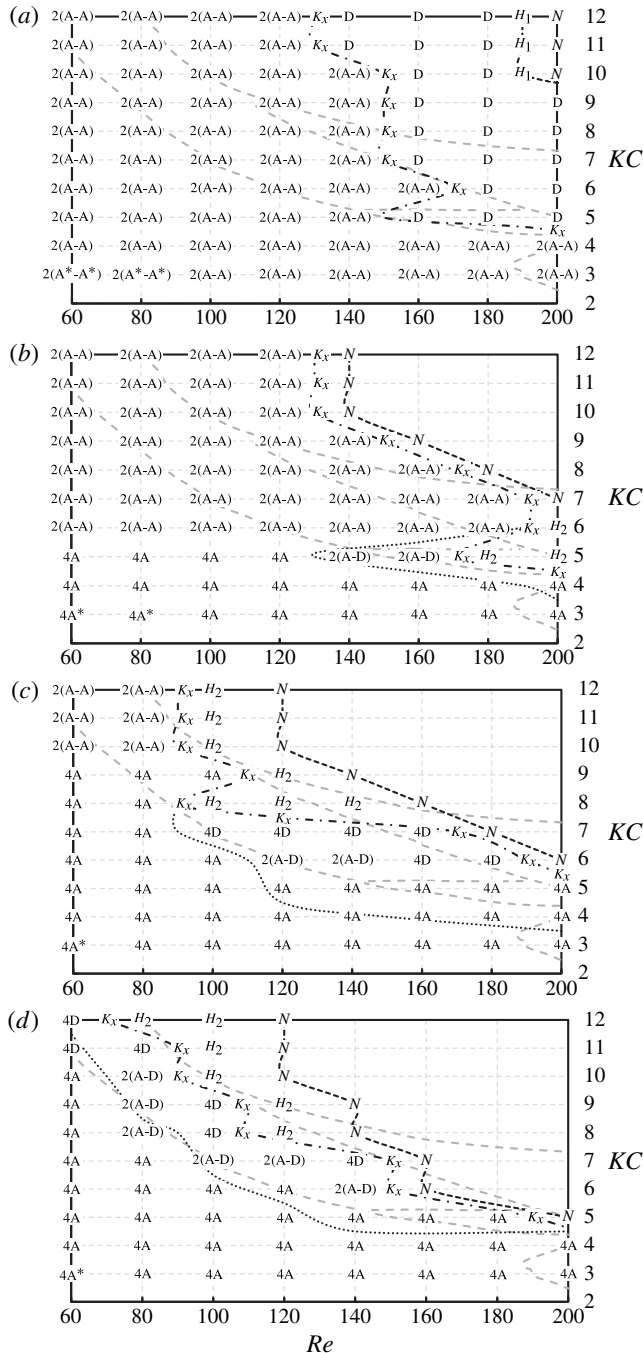 (a) 2(A-A) 2(A-A) 2(A-A) 2(A-A) Kx D D H1 N 12
2(A-A) 2(A-A) 2(A-A) 2(A-A) Kx D D D H1 N 11
2(A-A) 2(A-A) 2(A-A) 2(A-A) 2(A-A) Kx D D H1 N 10
2(A-A) 2(A-A) 2(A-A) 2(A-A) 2(A-A) Kx D D D 9
2(A-A) 2(A-A) 2(A-A) 2(A-A) 2(A-A) Kx D D D 8
2(A-A) 2(A-A) 2(A-A) 2(A-A) 2(A-A) Kx D D D 7 KC
2(A-A) 2(A-A) 2(A-A) 2(A-A) 2(A-A) 2(A-A) Kx D D 6
2(A-A) 2(A-A) 2(A-A) 2(A-A) 2(A-A) D D D 5
Kx
2(A-A) 2(A-A) 2(A-A) 2(A-A) 2(A-A) 2(A-A) 2(A-A) 2(A-A) 4
2(A*-A*) 2(A*-A*) 2(A-A) 2(A-A) 2(A-A) 2(A-A) 2(A-A) 2(A-A) 3
2
60 80 100 120 140 160 180 200
(b) 2(A-A) 2(A-A) 2(A-A) 2(A-A) Kx N 12
2(A-A) 2(A-A) 2(A-A) 2(A-A) Kx N 11
2(A-A) 2(A-A) 2(A-A) 2(A-A) Kx N 10
2(A-A) 2(A-A) 2(A-A) 2(A-A) 2(A-A) Kx N 9
2(A-A) 2(A-A) 2(A-A) 2(A-A) 2(A-A) 2(A-A) Kx N 8
2(A-A) 2(A-A) 2(A-A) 2(A-A) 2(A-A) 2(A-A) 2(A-A) Kx N 7 KC
2(A-A) 2(A-A) 2(A-A) 2(A-A) 2(A-A) 2(A-A) 2(A-A) Kx H2 6
4A 4A 4A 4A 2(A-D) 2(A-D) Kx H2 H2 5
Kx
4A 4A 4A 4A 4A 4A 4A 4A 4
4A* 4A* 4A 4A 4A 4A 4A 4A 3
2
60 80 100 120 140 160 180 200
(c) 2(A-A) 2(A-A) Kx H2 N 12
2(A-A) 2(A-A) Kx H2 N 11
2(A-A) 2(A-A) Kx H2 N 10
4A 4A 4A Kx H2 N 9
4A 4A Kx H2 H2 H2 N 8
Kx
4A 4A 4D 4D 4D 4D Kx N 7 KC
4A 4A 4A 2(A-D) 2(A-D) 4D 4D Kx N 6
Kx
4A 4A 4A 4A 4A 4A 4A 4A 5
4A 4A 4A 4A 4A 4A 4A 4A 4
4A* 4A 4A 4A 4A 4A 4A 4A 3
2
60 80 100 120 140 160 180 200
(d) 4D Kx H2 H2 N 12
4D 4D Kx H2 N 11
4A 2(A-D) Kx H2 N 10
4A 2(A-D) 4D Kx H2 N 9
4A 2(A-D) 4D Kx H2 N 8
4A 4A 2(A-D) 2(A-D) 4D Kx N 7 KC
4A 4A 4A 4A 2(A-D) Kx N 6
4A 4A 4A 4A 4A 4A 4A Kx N 5
4A 4A 4A 4A 4A 4A 4A 4A 4
4A* 4A 4A 4A 4A 4A 4A 4A 3
2
60 80 100 120 140 160 180 200
Re